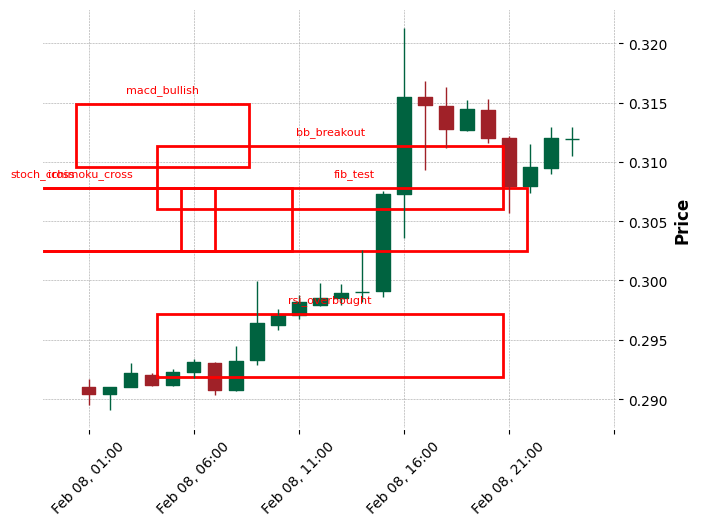 macd_bullish
bb_breakout
stoch_cross
ichimoku_cross
fib_test
rsi_overbought
0.320
0.315
0.310
0.305
0.300
0.295
0.290
Price
Feb 08, 01:00
Feb 08, 06:00
Feb 08, 11:00
Feb 08, 16:00
Feb 08, 21:00